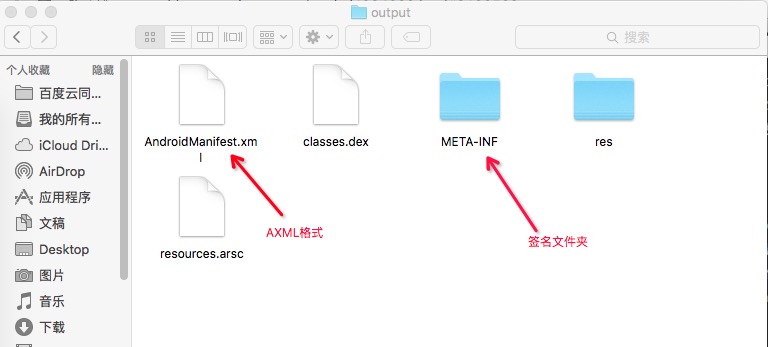 output
搜索
个人收藏 隐藏
百度云同...
我的所有...
iCloud Dri...
AirDrop
应用程序
文稿
Desktop
图片
音乐
下载
AndroidManifest.xm
l
classes.dex
META-INF
res
AXML格式
签名文件夹
resources.arsc